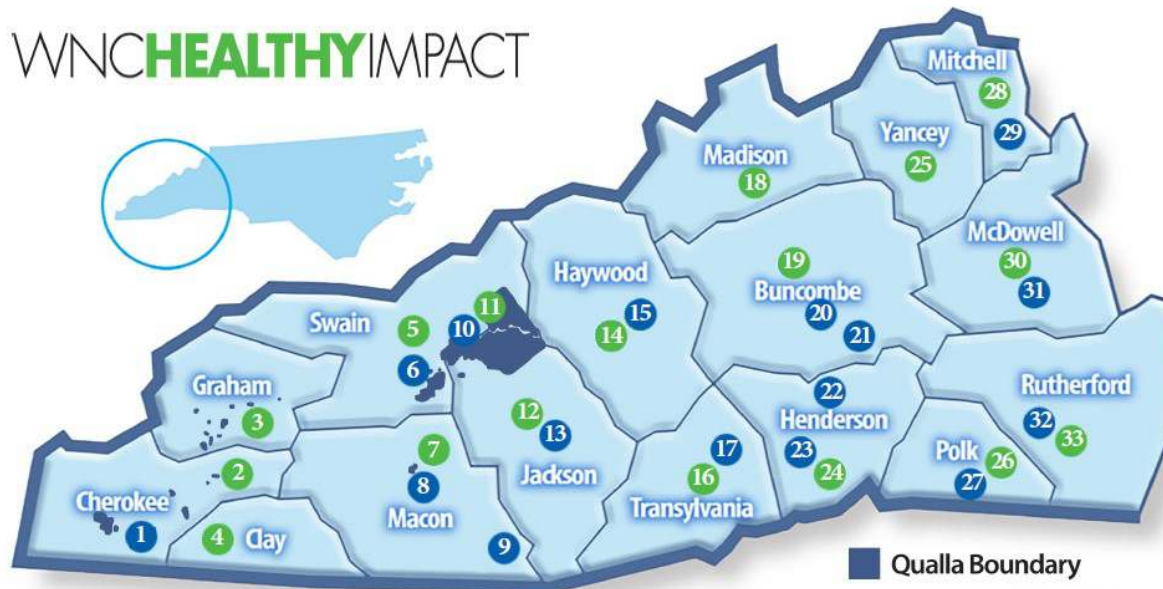 WNCHEALTHYIMPACT
Mitchell
28
29
Yancey
25
Madison
18
McDowell
30
31
Haywood
15
14
19
Buncombe
20
21
Swain
5
6
10
11
Graham
3
Rutherford
32
33
22
Henderson
23
24
12
13
Jackson
17
16
Transylvania
Polk
26
27
7
8
Macon
9
2
Cherokee
1
4
Clay
Qualla Boundary